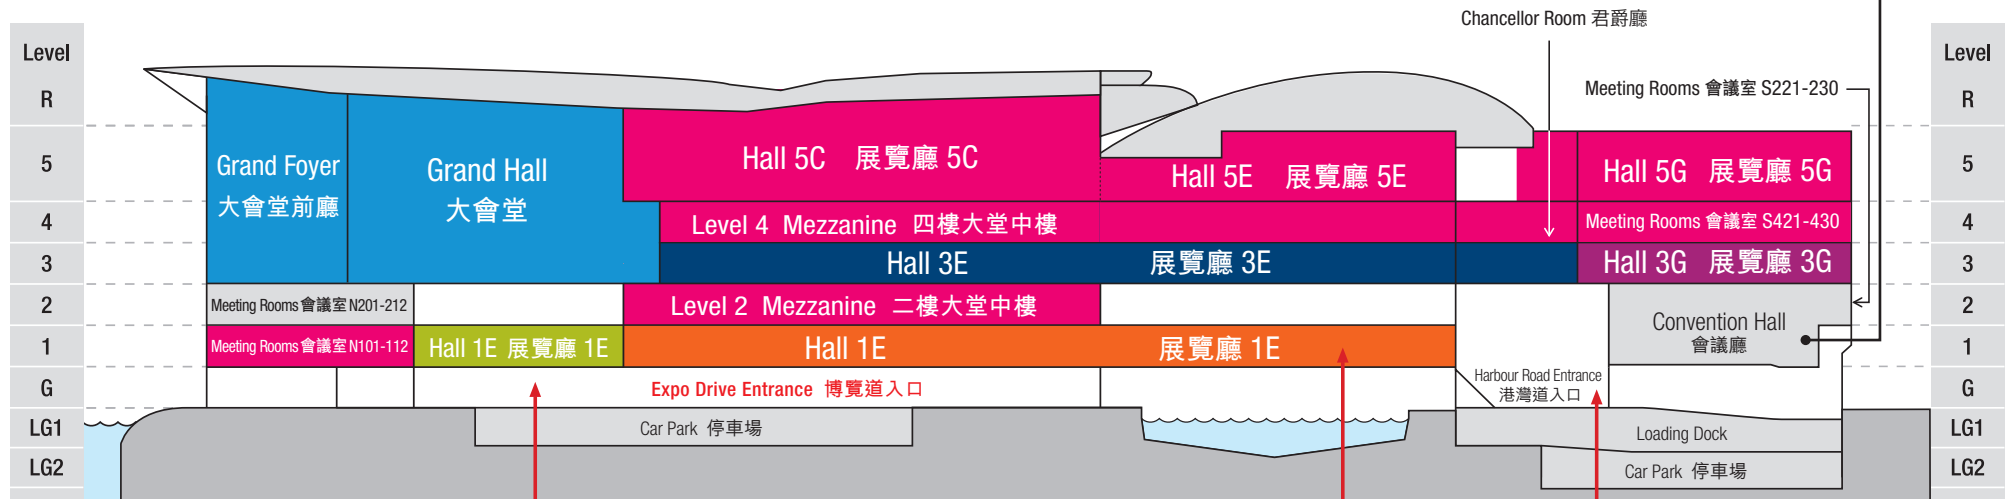 Chancellor Room 君爵廳
Level
Level
Meeting Rooms 會議室 S221-230
R
R
Hall 5C 展覽廳 5C
Grand Foyer
大會堂前廳
Grand Hall
大會堂
5
Hall 5E 展覽廳 5E
Hall 5G 展覽廳 5G
5
4
Level 4 Mezzanine 四樓大堂中樓
Meeting Rooms 會議室 S421-430
4
3
Hall 3E 展覽廳 3E
Hall 3G 展覽廳 3G
3
2
Meeting Rooms 會議室 N201-212
Level 2 Mezzanine 二樓大堂中樓
2
Convention Hall
會議廳
1
Meeting Rooms 會議室 N101-112
Hall 1E 展覽廳 1E
Hall 1E 展覽廳 1E
1
G
Expo Drive Entrance 博覽道入口
Harbour Road Entrance
港灣道入口
G
LG1
Car Park 停車場
Loading Dock
LG1
LG2
Car Park 停車場
LG2